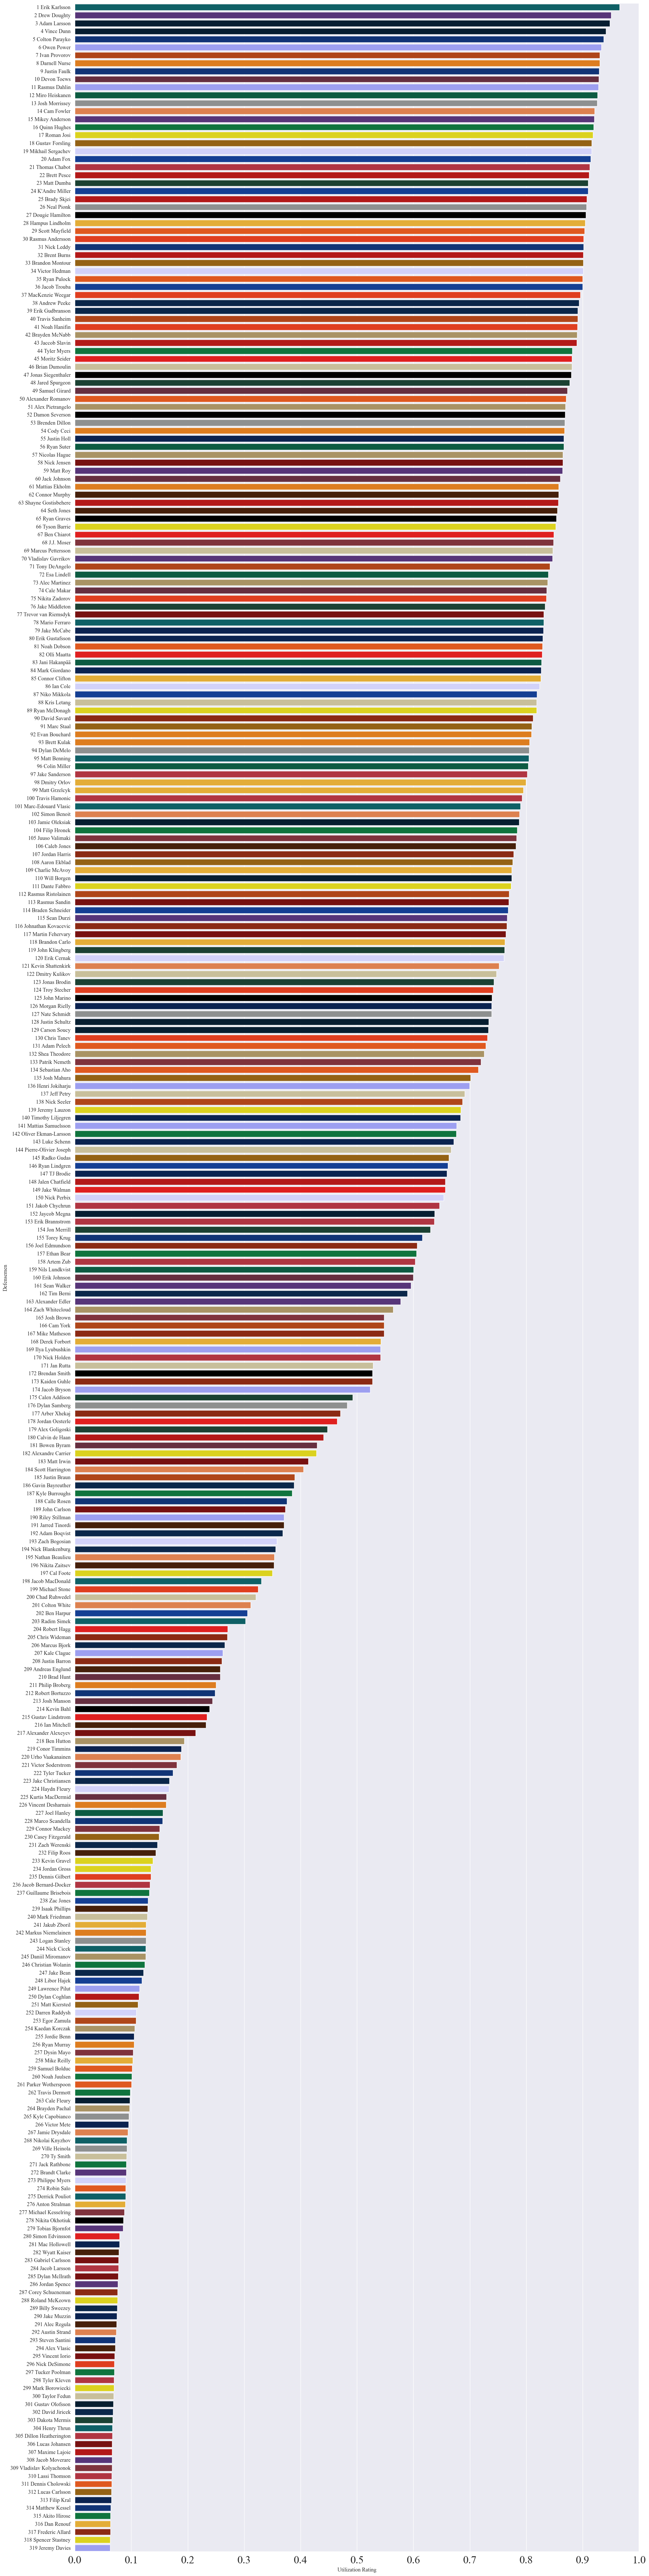 1 Erik Karlsson
2 Drew Doughty
3 Adam Larsson
4 Vince Dunn
5 Colton Parayko
6 Owen Power
7 Ivan Provorov
8 Darnell Nurse
9 Justin Faulk
10 Devon Toews
11 Rasmus Dahlin
12 Miro Heiskanen
13 Josh Morrissey
14 Cam Fowler
15 Mikey Anderson
16 Quinn Hughes
17 Roman Josi
18 Gustav Forsling
19 Mikhail Sergachev
20 Adam Fox
21 Thomas Chabot
22 Brett Pesce
23 Matt Dumba
24 K'Andre Miller
25 Brady Skjei
26 Neal Pionk
27 Dougie Hamilton
28 Hampus Lindholm
29 Scott Mayfield
30 Rasmus Andersson
31 Nick Leddy
32 Brent Burns
33 Brandon Montour
34 Victor Hedman
35 Ryan Pulock
36 Jacob Trouba
37 MacKenzie Weegar
38 Andrew Peeke
39 Erik Gudbranson
40 Travis Sanheim
41 Noah Hanifin
42 Brayden McNabb
43 Jaccob Slavin
44 Tyler Myers
45 Moritz Seider
46 Brian Dumoulin
47 Jonas Siegenthaler
48 Jared Spurgeon
49 Samuel Girard
50 Alexander Romanov
51 Alex Pietrangelo
52 Damon Severson
53 Brenden Dillon
54 Cody Ceci
55 Justin Holl
56 Ryan Suter
57 Nicolas Hague
58 Nick Jensen
59 Matt Roy
60 Jack Johnson
61 Mattias Ekholm
62 Connor Murphy
63 Shayne Gostisbehere
64 Seth Jones
65 Ryan Graves
66 Tyson Barrie
67 Ben Chiarot
68 J.J. Moser
69 Marcus Pettersson
70 Vladislav Gavrikov
71 Tony DeAngelo
72 Esa Lindell
73 Alec Martinez
74 Cale Makar
75 Nikita Zadorov
76 Jake Middleton
77 Trevor van Riemsdyk
78 Mario Ferraro
79 Jake McCabe
80 Erik Gustafsson
81 Noah Dobson
82 Olli Maatta
83 Jani Hakanpää
84 Mark Giordano
85 Connor Clifton
86 Ian Cole
87 Niko Mikkola
88 Kris Letang
89 Ryan McDonagh
90 David Savard
91 Marc Staal
92 Evan Bouchard
93 Brett Kulak
94 Dylan DeMelo
95 Matt Benning
96 Colin Miller
97 Jake Sanderson
98 Dmitry Orlov
99 Matt Grzelcyk
100 Travis Hamonic
101 Marc-Edouard Vlasic
102 Simon Benoit
103 Jamie Oleksiak
104 Filip Hronek
105 Juuso Valimaki
106 Caleb Jones
107 Jordan Harris
108 Aaron Ekblad
109 Charlie McAvoy
110 Will Borgen
111 Dante Fabbro
112 Rasmus Ristolainen
113 Rasmus Sandin
114 Braden Schneider
115 Sean Durzi
116 Johnathan Kovacevic
117 Martin Fehervary
118 Brandon Carlo
119 John Klingberg
120 Erik Cernak
121 Kevin Shattenkirk
122 Dmitry Kulikov
123 Jonas Brodin
124 Troy Stecher
125 John Marino
126 Morgan Rielly
127 Nate Schmidt
128 Justin Schultz
129 Carson Soucy
130 Chris Tanev
131 Adam Pelech
132 Shea Theodore
133 Patrik Nemeth
134 Sebastian Aho
135 Josh Mahura
136 Henri Jokiharju
137 Jeff Petry
138 Nick Seeler
139 Jeremy Lauzon
140 Timothy Liljegren
141 Mattias Samuelsson
142 Oliver Ekman-Larsson
143 Luke Schenn
144 Pierre-Olivier Joseph
145 Radko Gudas
146 Ryan Lindgren
147 TJ Brodie
148 Jalen Chatfield
149 Jake Walman
150 Nick Perbix
151 Jakob Chychrun
152 Jaycob Megna
153 Erik Brannstrom
154 Jon Merrill
155 Torey Krug
156 Joel Edmundson
157 Ethan Bear
158 Artem Zub
159 Nils Lundkvist
160 Erik Johnson
161 Sean Walker
162 Tim Berni
163 Alexander Edler
164 Zach Whitecloud
165 Josh Brown
166 Cam York
167 Mike Matheson
168 Derek Forbort
169 Ilya Lyubushkin
170 Nick Holden
171 Jan Rutta
172 Brendan Smith
173 Kaiden Guhle
174 Jacob Bryson
175 Calen Addison
176 Dylan Samberg
177 Arber Xhekaj
178 Jordan Oesterle
179 Alex Goligoski
180 Calvin de Haan
181 Bowen Byram
182 Alexandre Carrier
183 Matt Irwin
184 Scott Harrington
185 Justin Braun
186 Gavin Bayreuther
187 Kyle Burroughs
188 Calle Rosen
189 John Carlson
190 Riley Stillman
191 Jarred Tinordi
192 Adam Boqvist
193 Zach Bogosian
194 Nick Blankenburg
195 Nathan Beaulieu
196 Nikita Zaitsev
197 Cal Foote
198 Jacob MacDonald
199 Michael Stone
200 Chad Ruhwedel
201 Colton White
202 Ben Harpur
203 Radim Simek
204 Robert Hagg
205 Chris Wideman
206 Marcus Bjork
207 Kale Clague
208 Justin Barron
209 Andreas Englund
210 Brad Hunt
211 Philip Broberg
212 Robert Bortuzzo
213 Josh Manson
214 Kevin Bahl
215 Gustav Lindstrom
216 Ian Mitchell
217 Alexander Alexeyev
218 Ben Hutton
219 Conor Timmins
220 Urho Vaakanainen
221 Victor Soderstrom
222 Tyler Tucker
223 Jake Christiansen
224 Haydn Fleury
225 Kurtis MacDermid
226 Vincent Desharnais
227 Joel Hanley
228 Marco Scandella
229 Connor Mackey
230 Casey Fitzgerald
231 Zach Werenski
232 Filip Roos
233 Kevin Gravel
234 Jordan Gross
235 Dennis Gilbert
236 Jacob Bernard-Docker
237 Guillaume Brisebois
238 Zac Jones
239 Isaak Phillips
240 Mark Friedman
241 Jakub Zboril
242 Markus Niemelainen
243 Logan Stanley
244 Nick Cicek
245 Daniil Miromanov
246 Christian Wolanin
247 Jake Bean
248 Libor Hajek
249 Lawrence Pilut
250 Dylan Coghlan
251 Matt Kiersted
252 Darren Raddysh
253 Egor Zamula
254 Kaedan Korczak
255 Jordie Benn
256 Ryan Murray
257 Dysin Mayo
258 Mike Reilly
259 Samuel Bolduc
260 Noah Juulsen
261 Parker Wotherspoon
262 Travis Dermott
263 Cale Fleury
264 Brayden Pachal
265 Kyle Capobianco
266 Victor Mete
267 Jamie Drysdale
268 Nikolai Knyzhov
269 Ville Heinola
270 Ty Smith
271 Jack Rathbone
272 Brandt Clarke
273 Philippe Myers
274 Robin Salo
275 Derrick Pouliot
276 Anton Stralman
277 Michael Kesselring
278 Nikita Okhotiuk
279 Tobias Bjornfot
280 Simon Edvinsson
281 Mac Hollowell
282 Wyatt Kaiser
283 Gabriel Carlsson
284 Jacob Larsson
285 Dylan McIlrath
286 Jordan Spence
287 Corey Schueneman
288 Roland McKeown
289 Billy Sweezey
290 Jake Muzzin
291 Alec Regula
292 Austin Strand
293 Steven Santini
294 Alex Vlasic
295 Vincent Iorio
296 Nick DeSimone
297 Tucker Poolman
298 Tyler Kleven
299 Mark Borowiecki
300 Taylor Fedun
301 Gustav Olofsson
302 David Jiricek
303 Dakota Mermis
304 Henry Thrun
305 Dillon Heatherington
306 Lucas Johansen
307 Maxime Lajoie
308 Jacob Moverare
309 Vladislav Kolyachonok
310 Lassi Thomson
311 Dennis Cholowski
312 Lucas Carlsson
313 Filip Kral
314 Matthew Kessel
315 Akito Hirose
316 Dan Renouf
317 Frederic Allard
318 Spencer Stastney
319 Jeremy Davies
Defensemen
0.0 0.1 0.2 0.3 0.4 0.5 0.6 0.7 0.8 0.9 1.0
Utilization Rating